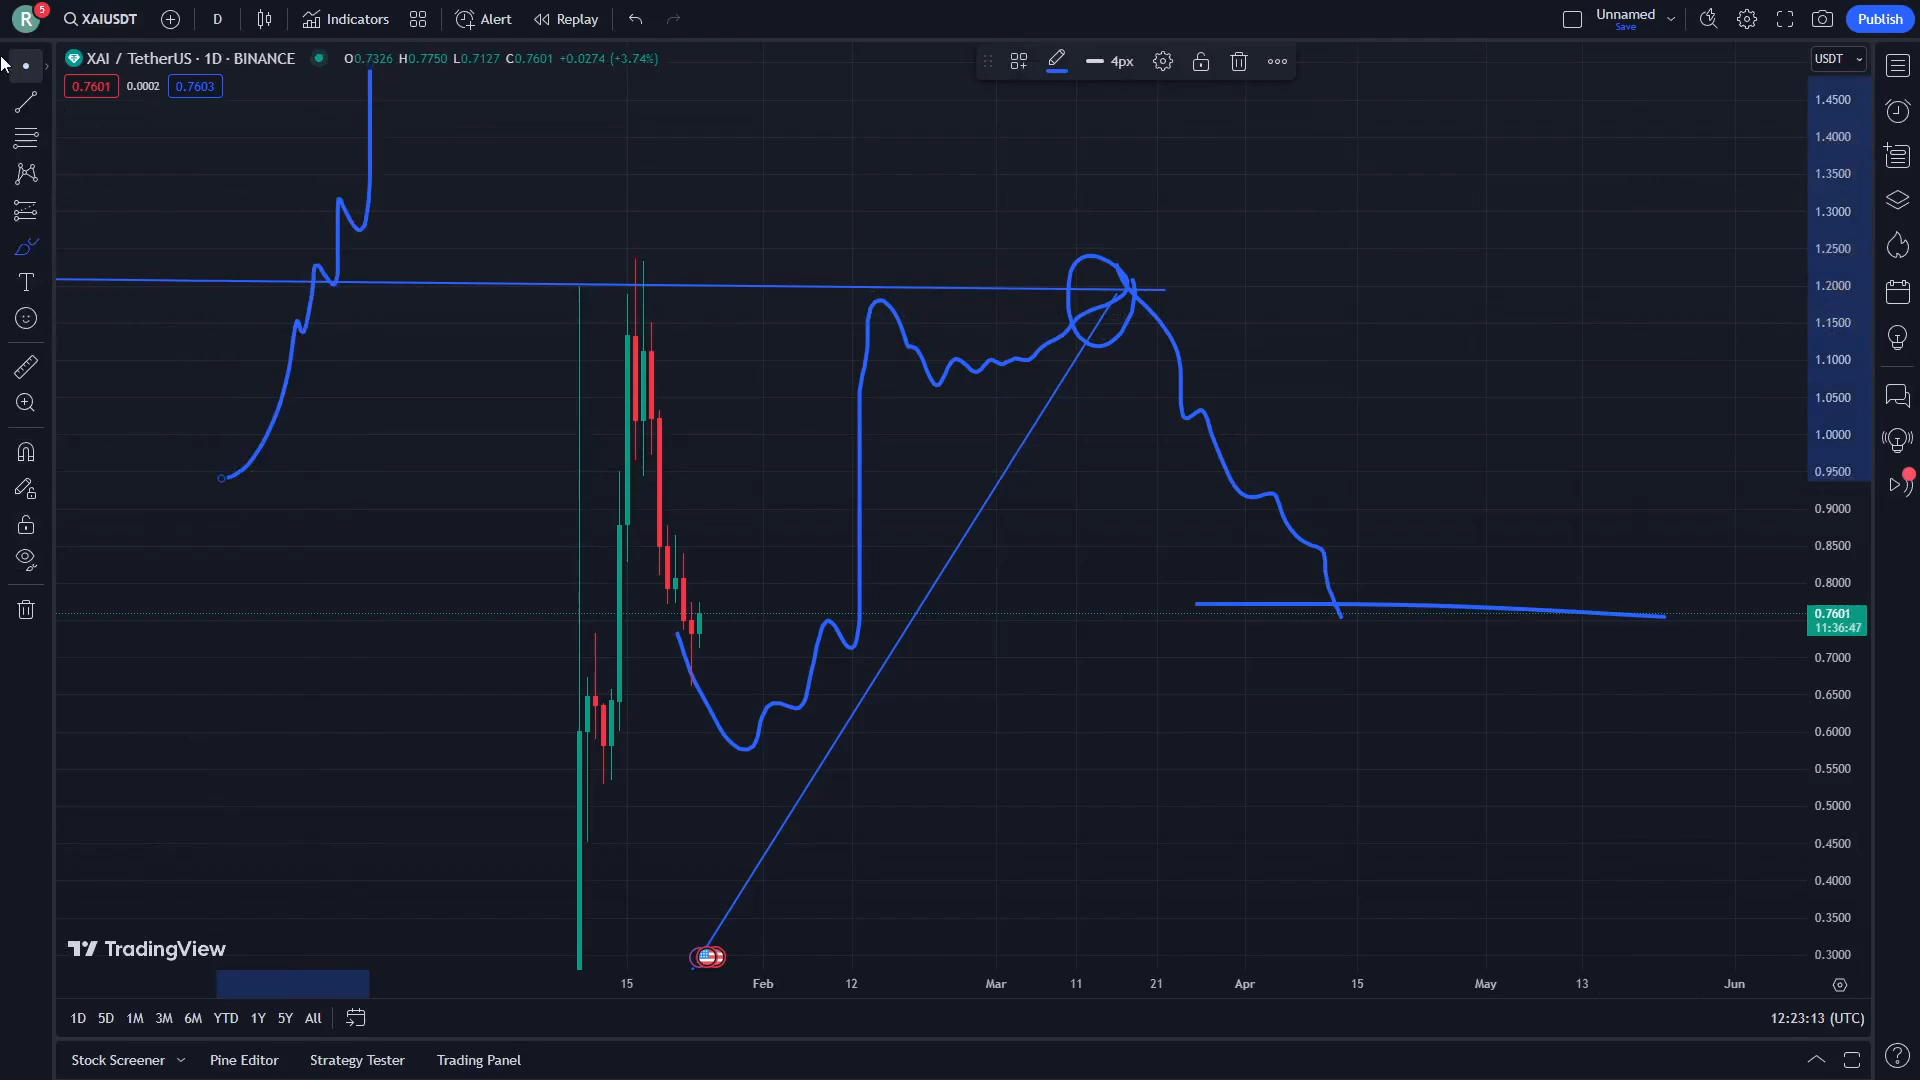 R 5 XAIUSDT D Indicators Alert Replay Unnamed Save Publish
XAI / TetherUS · 1D · BINANCE O0.7326 H0.7750 L0.7127 C0.7601 +0.0274 (+3.74%)
4px
USDT
0.7601 0.0002 0.7603
1.4500
1.4000
1.3500
1.3000
1.2500
1.2000
1.1500
1.1000
1.0500
1.0000
0.9500
0.9000
0.8500
0.8000
0.7601
11:36:47
0.7000
0.6500
0.6000
0.5500
0.5000
0.4500
0.4000
0.3500
0.3000
TradingView
15 Feb 12 Mar 11 21 Apr 15 May 13 Jun
1D 5D 1M 3M 6M YTD 1Y 5Y All 12:23:13 (UTC)
Stock Screener Pine Editor Strategy Tester Trading Panel